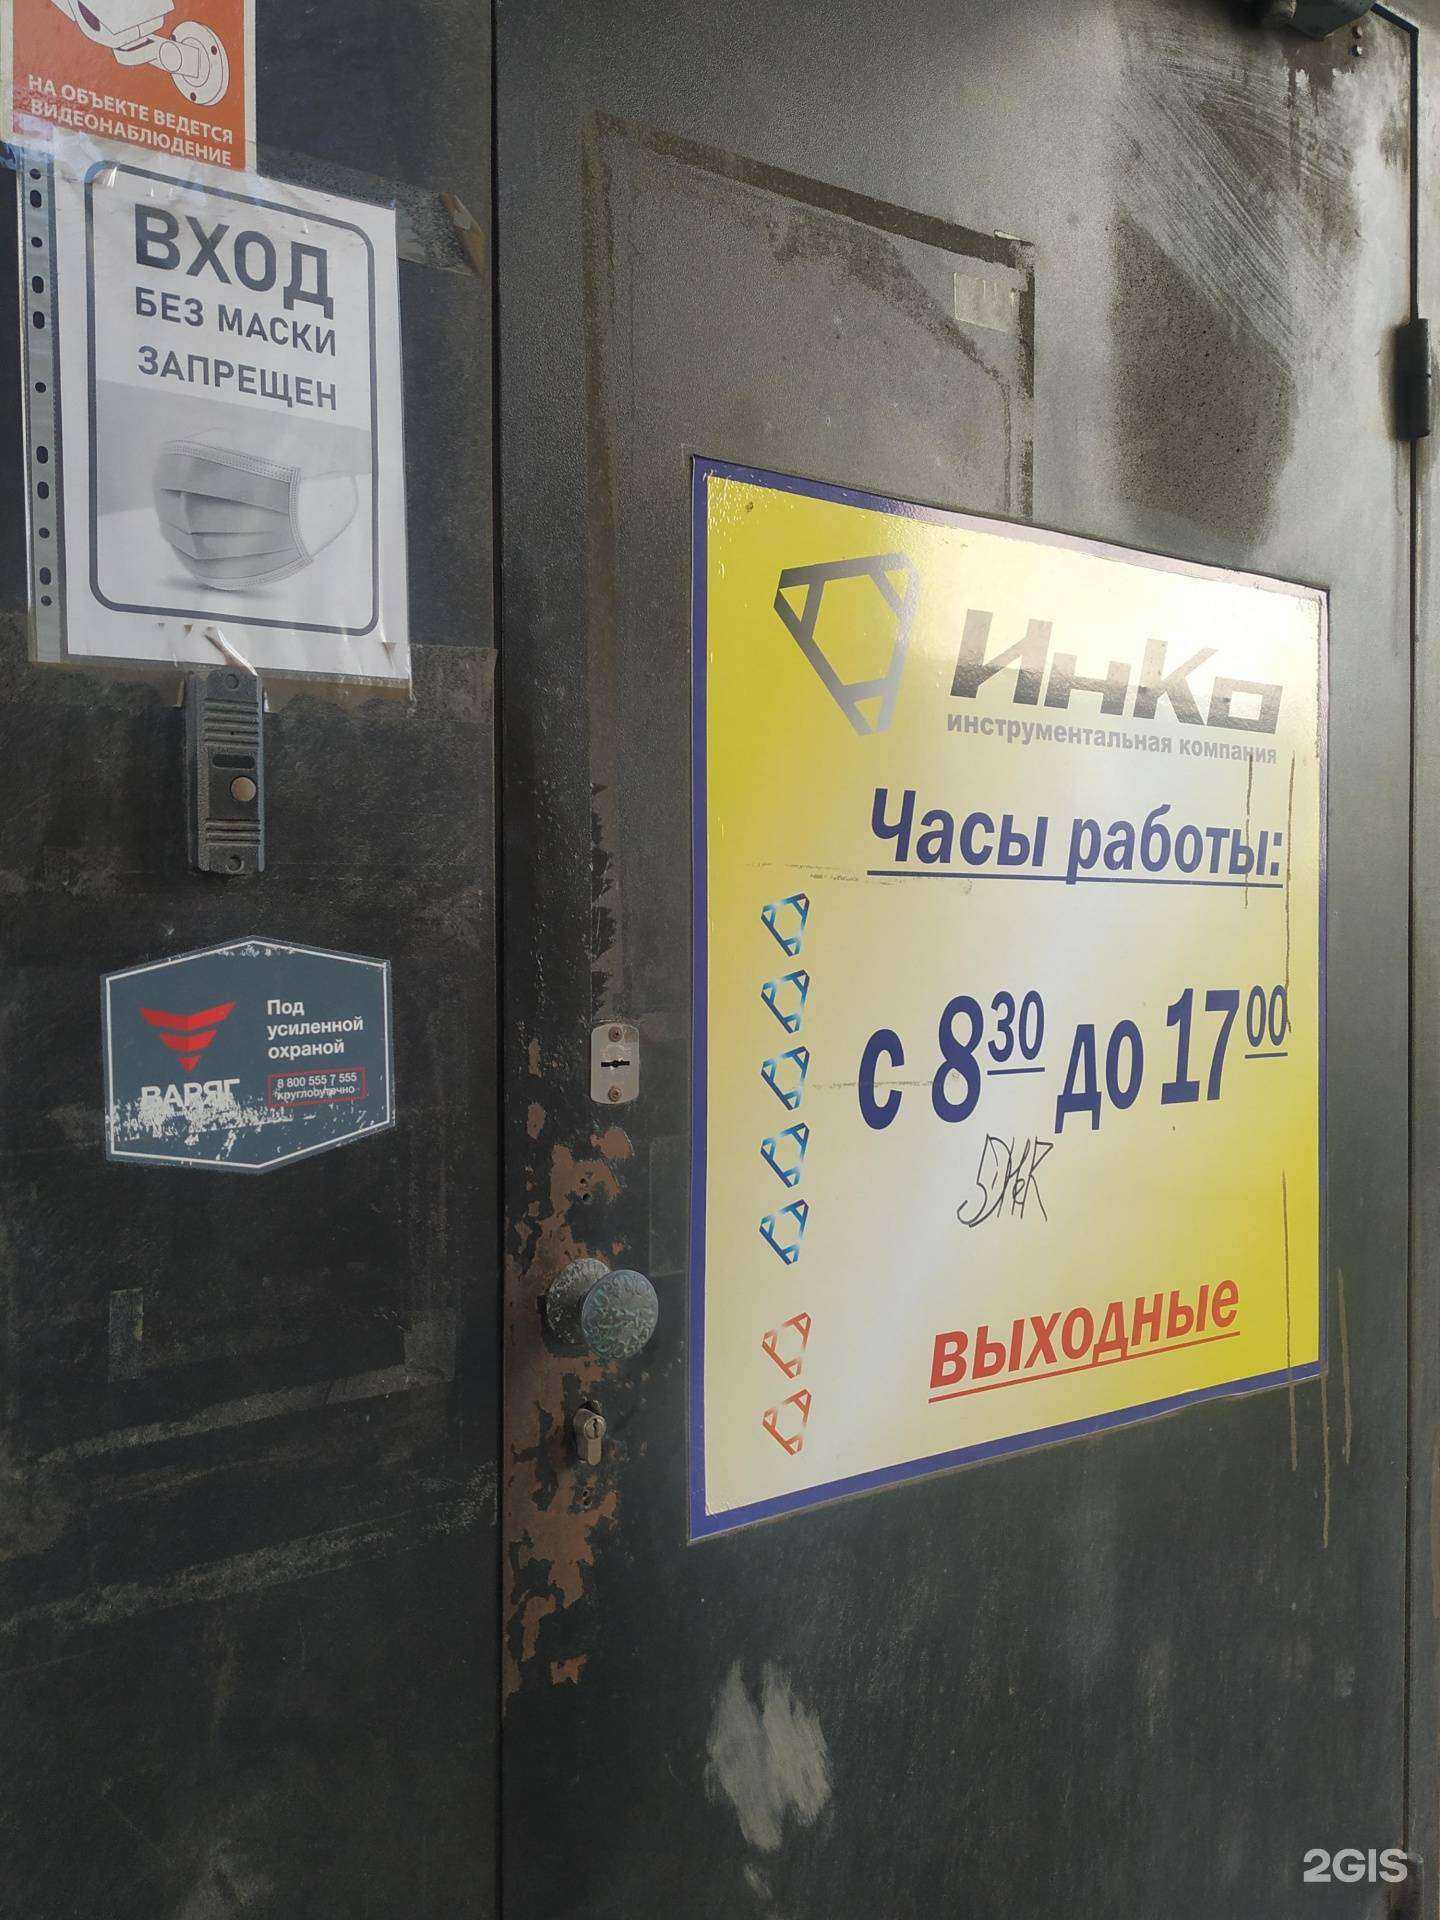 НА ОБЪЕКТЕ ВЕДЕТСЯ
ВИДЕОНАБЛЮДЕНИЕ
ВХОД
БЕЗ МАСКИ
ЗАПРЕЩЕН
ИнКо
инструментальная компания
Часы работы:
с 8³⁰ до 17⁰⁰
выходные
Под
усиленной
охраной
ВАРЯГ
8 800 555 7 555
круглосуточно
2GIS